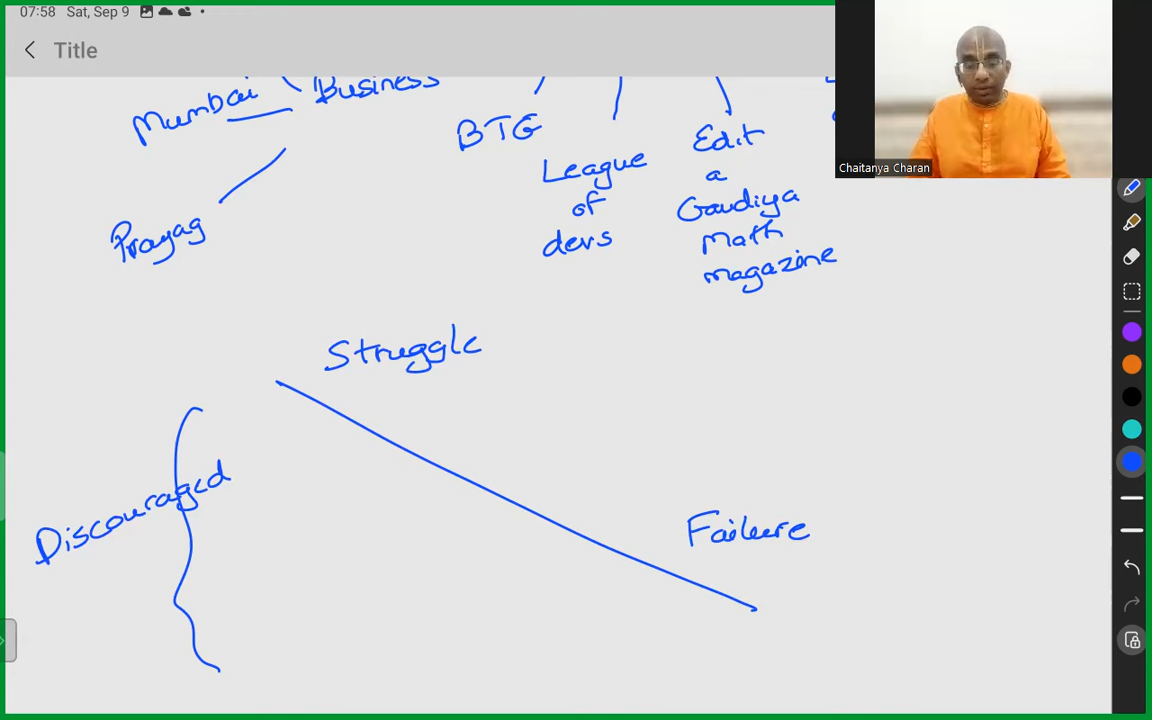 07:58 Sat, Sep 9
Title
Mumbai
Business
Prayag
BTG
League
of
devs
Edit
a
Gaudiya
Math
magazine
Chaitanya Charan
Struggle
Discouraged
Failure